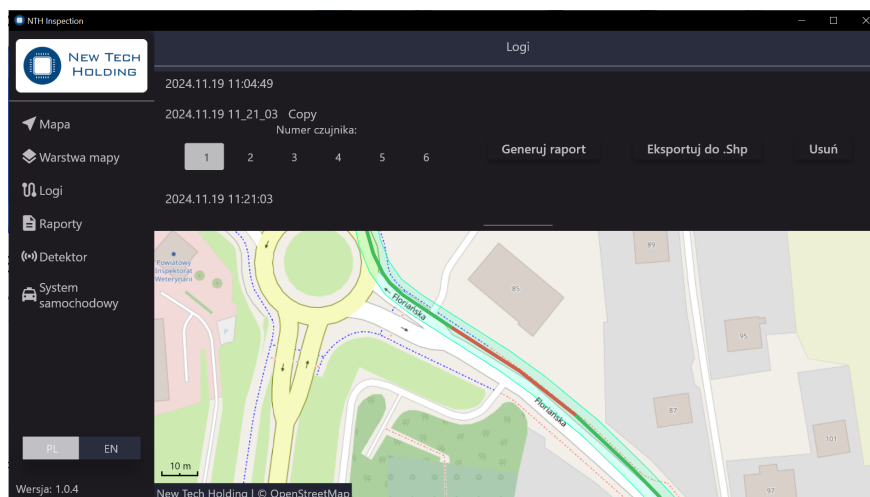 NTH Inspection
NEW TECH
HOLDING
Mapa
Warstwa mapy
Logi
Raporty
Detektor
System
samochodowy
PL EN
Wersja: 1.0.4
Logi
2024.11.19 11:04:49
2024.11.19 11_21_03 Copy
Numer czujnika:
1 2 3 4 5 6
Generuj raport Eksportuj do .Shp Usuń
2024.11.19 11:21:03
Powiatowy
Inspektorat
Weterynarii
P
Floriańska
85
89
95
Floriańska
87
101
97
10 m
New Tech Holding | © OpenStreetMap